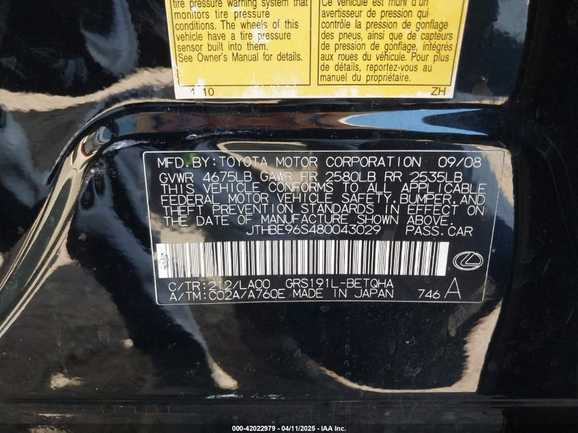 tire pressure warning system that
monitors tire pressure
conditions. The wheels of this
vehicle have a tire pressure
sensor built into them.
See Owner's Manual for details.
Ce véhicule est muni d'un
avertisseur de pression qui
contrôle la pression de gonflage
des pneus, ainsi que de capteurs
de pression de gonflage, intégrés
aux roues du véhicule.
Pour plus de détails, reportez-vous au
manuel du propriétaire.
ZH
MFD.BY:TOYOTA MOTOR CORPORATION 09/08
GVWR 4675LB GAWR FR 2580LB RR 2535LB
THIS VEHICLE CONFORMS TO ALL APPLICABLE
FEDERAL MOTOR VEHICLE SAFETY, BUMPER, AND
THEFT PREVENTION STANDARDS IN EFFECT ON
THE DATE OF MANUFACTURE SHOWN ABOVE.
JTHBE96S480043029 PASS.CAR
C/TR:212/LA00 GRS191L-BETQHA
A/TM:C02A/A760E MADE IN JAPAN 746A
000-42022979 - 04/11/2025 - IAA Inc.